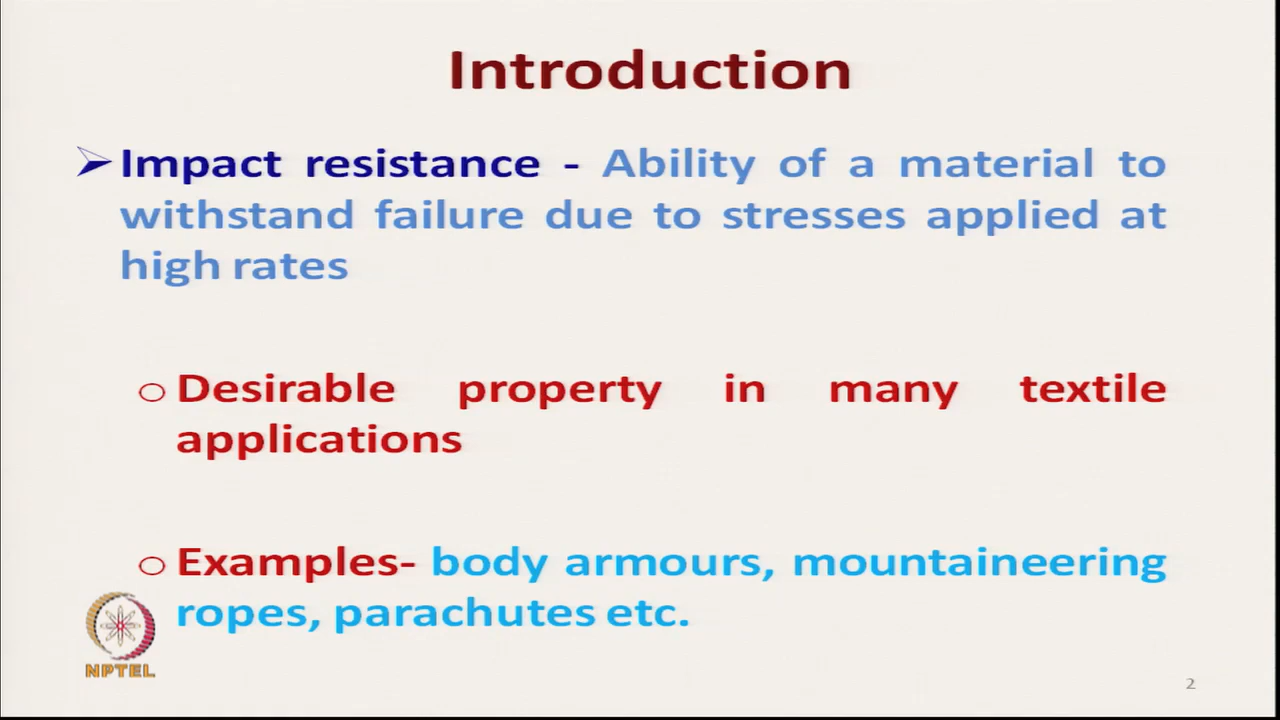 Introduction
➢Impact resistance - Ability of a material to
withstand failure due to stresses applied at
high rates
o Desirable property in many textile
applications
o Examples- body armours, mountaineering
ropes, parachutes etc.
NPTEL
2